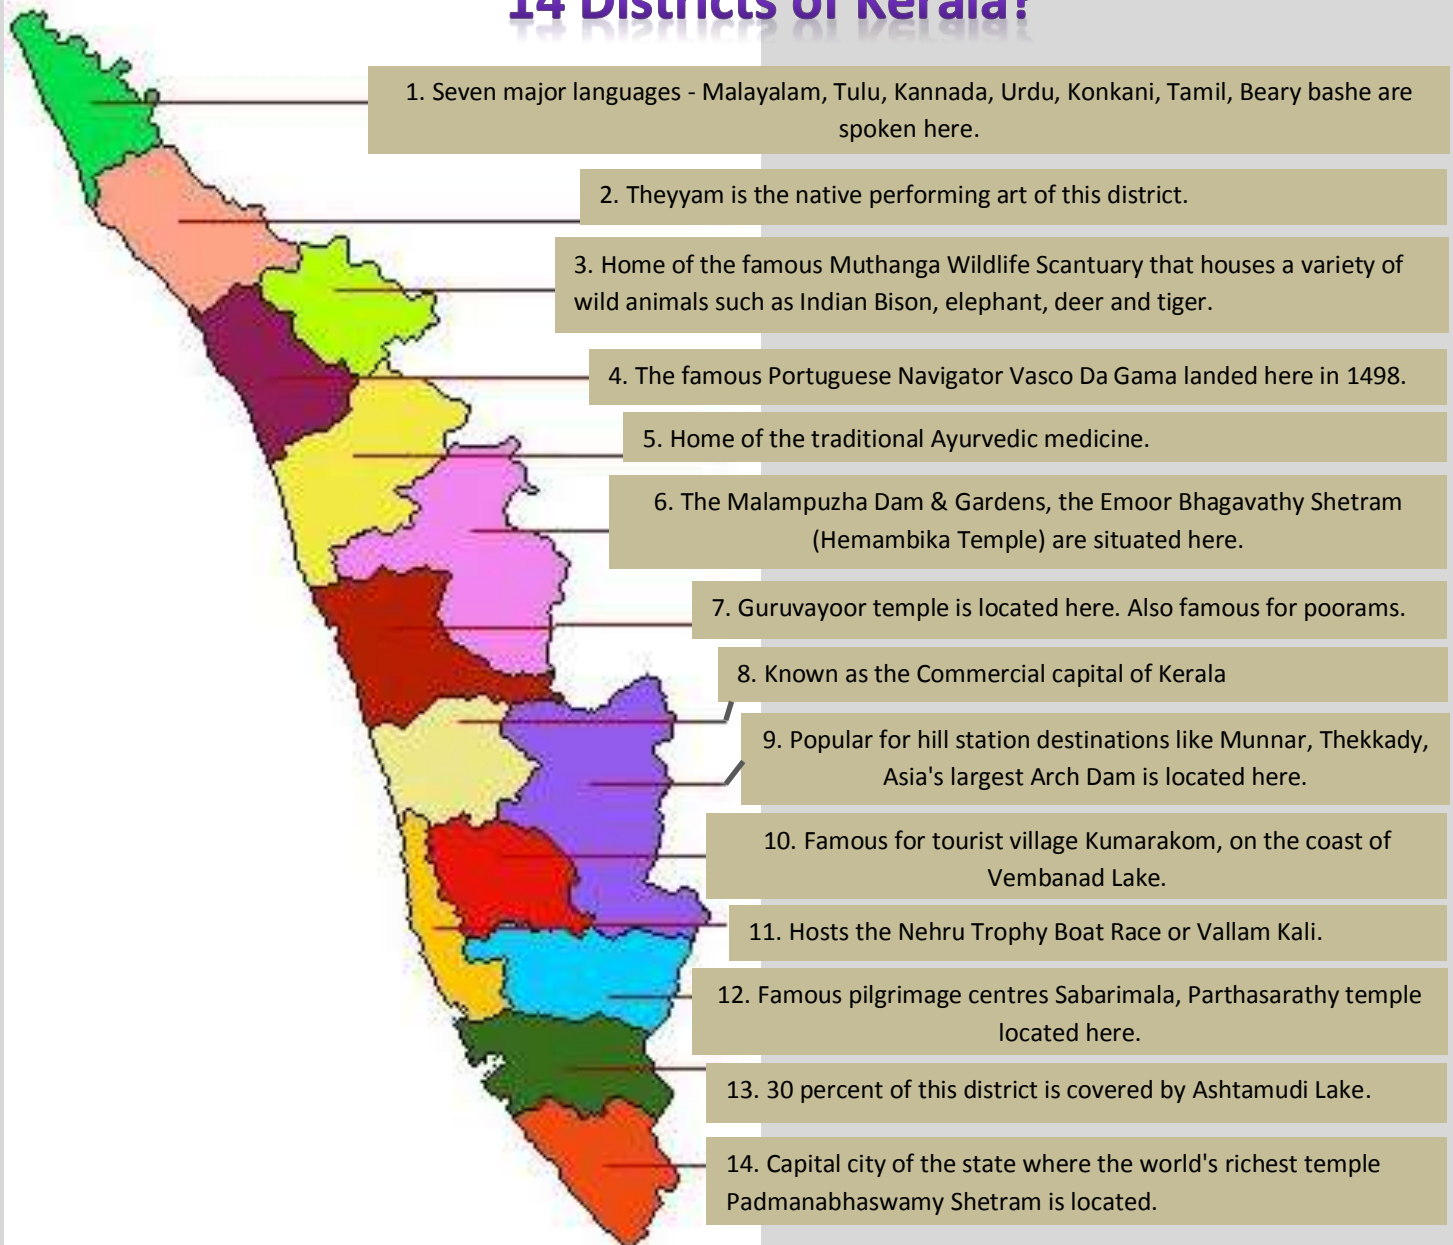 14 Districts of Kerala?
1. Seven major languages - Malayalam, Tulu, Kannada, Urdu, Konkani, Tamil, Beary bashe are
spoken here.
2. Theyyam is the native performing art of this district.
3. Home of the famous Muthanga Wildlife Scantuary that houses a variety of
wild animals such as Indian Bison, elephant, deer and tiger.
4. The famous Portuguese Navigator Vasco Da Gama landed here in 1498.
5. Home of the traditional Ayurvedic medicine.
6. The Malampuzha Dam & Gardens, the Emoor Bhagavathy Shetram
(Hemambika Temple) are situated here.
7. Guruvayoor temple is located here. Also famous for poorams.
8. Known as the Commercial capital of Kerala
9. Popular for hill station destinations like Munnar, Thekkady,
Asia's largest Arch Dam is located here.
10. Famous for tourist village Kumarakom, on the coast of
Vembanad Lake.
11. Hosts the Nehru Trophy Boat Race or Vallam Kali.
12. Famous pilgrimage centres Sabarimala, Parthasarathy temple
located here.
13. 30 percent of this district is covered by Ashtamudi Lake.
14. Capital city of the state where the world's richest temple
Padmanabhaswamy Shetram is located.